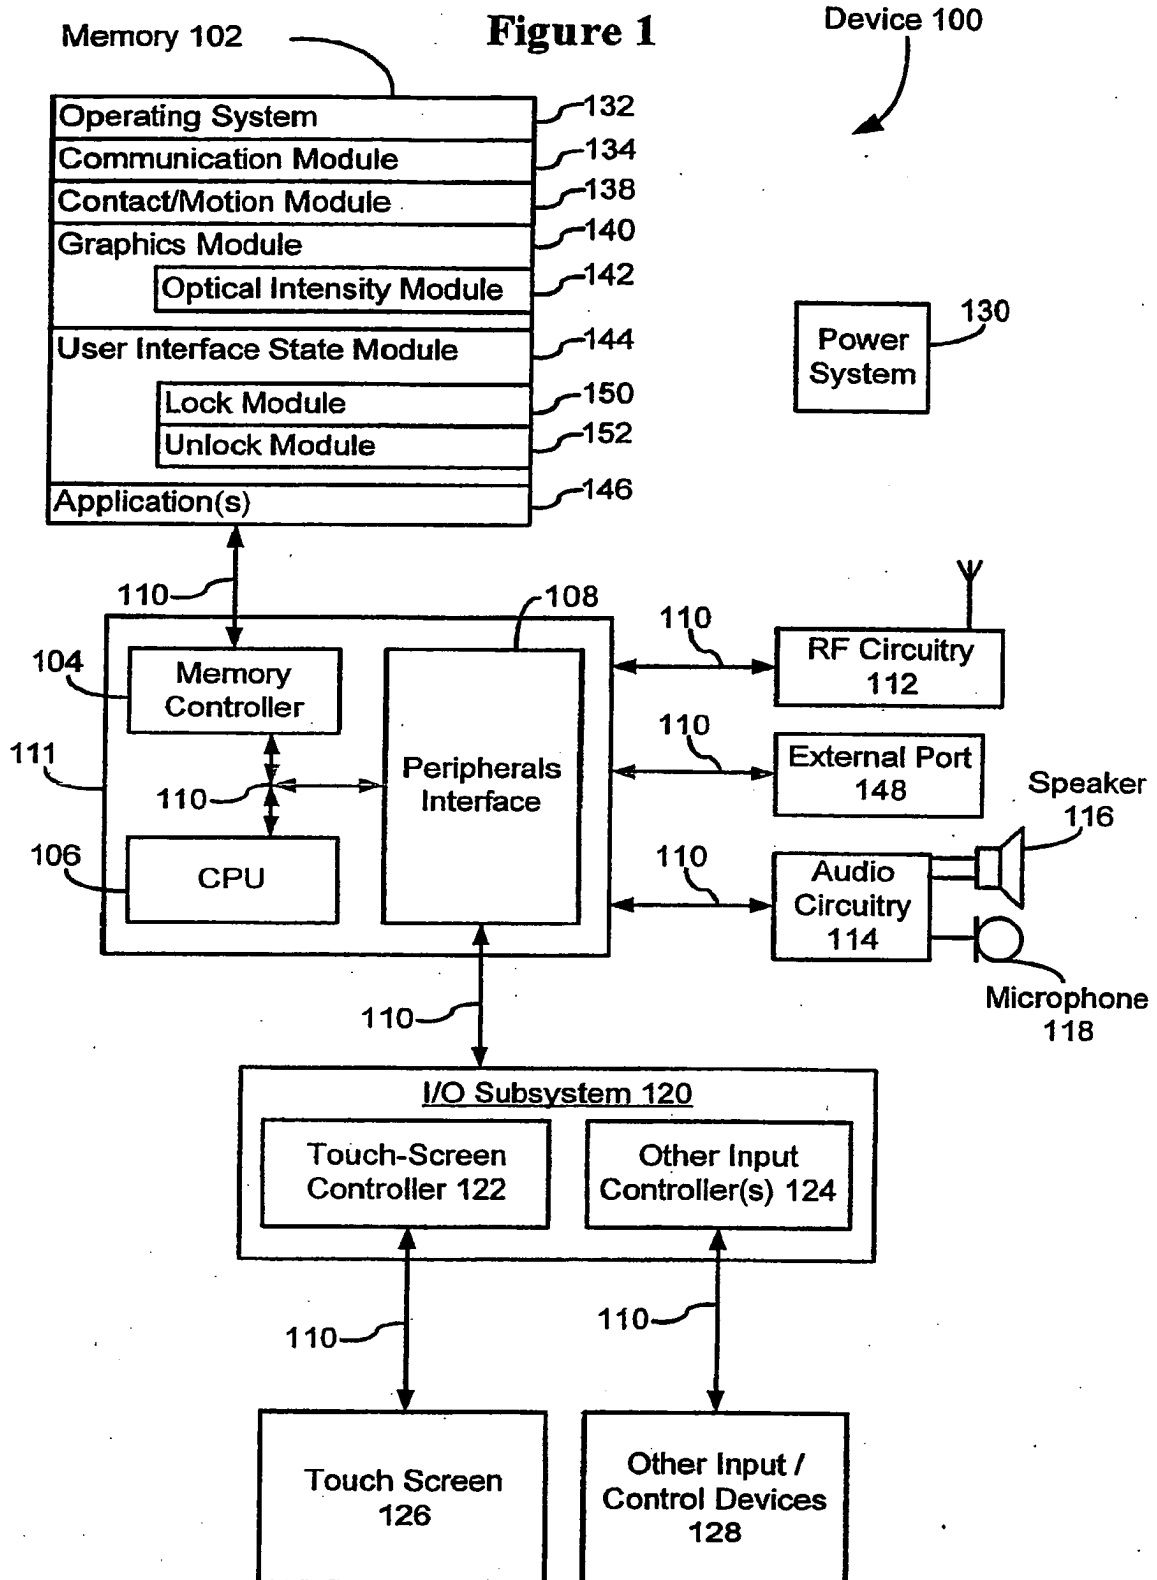 Figure 1
Memory 102
Device 100
Operating System
132
Communication Module
134
Contact/Motion Module
138
Graphics Module
140
Optical Intensity Module
142
User Interface State Module
144
Lock Module
150
Unlock Module
152
Application(s)
146
Power
System
130
110
108
104
Memory
Controller
111
110
Peripherals
Interface
106
CPU
110
RF Circuitry
112
110
External Port
148
Speaker
116
110
Audio
Circuitry
114
Microphone
118
110
I/O Subsystem 120
Touch-Screen
Controller 122
Other Input
Controller(s) 124
110
110
Touch Screen
126
Other Input /
Control Devices
128